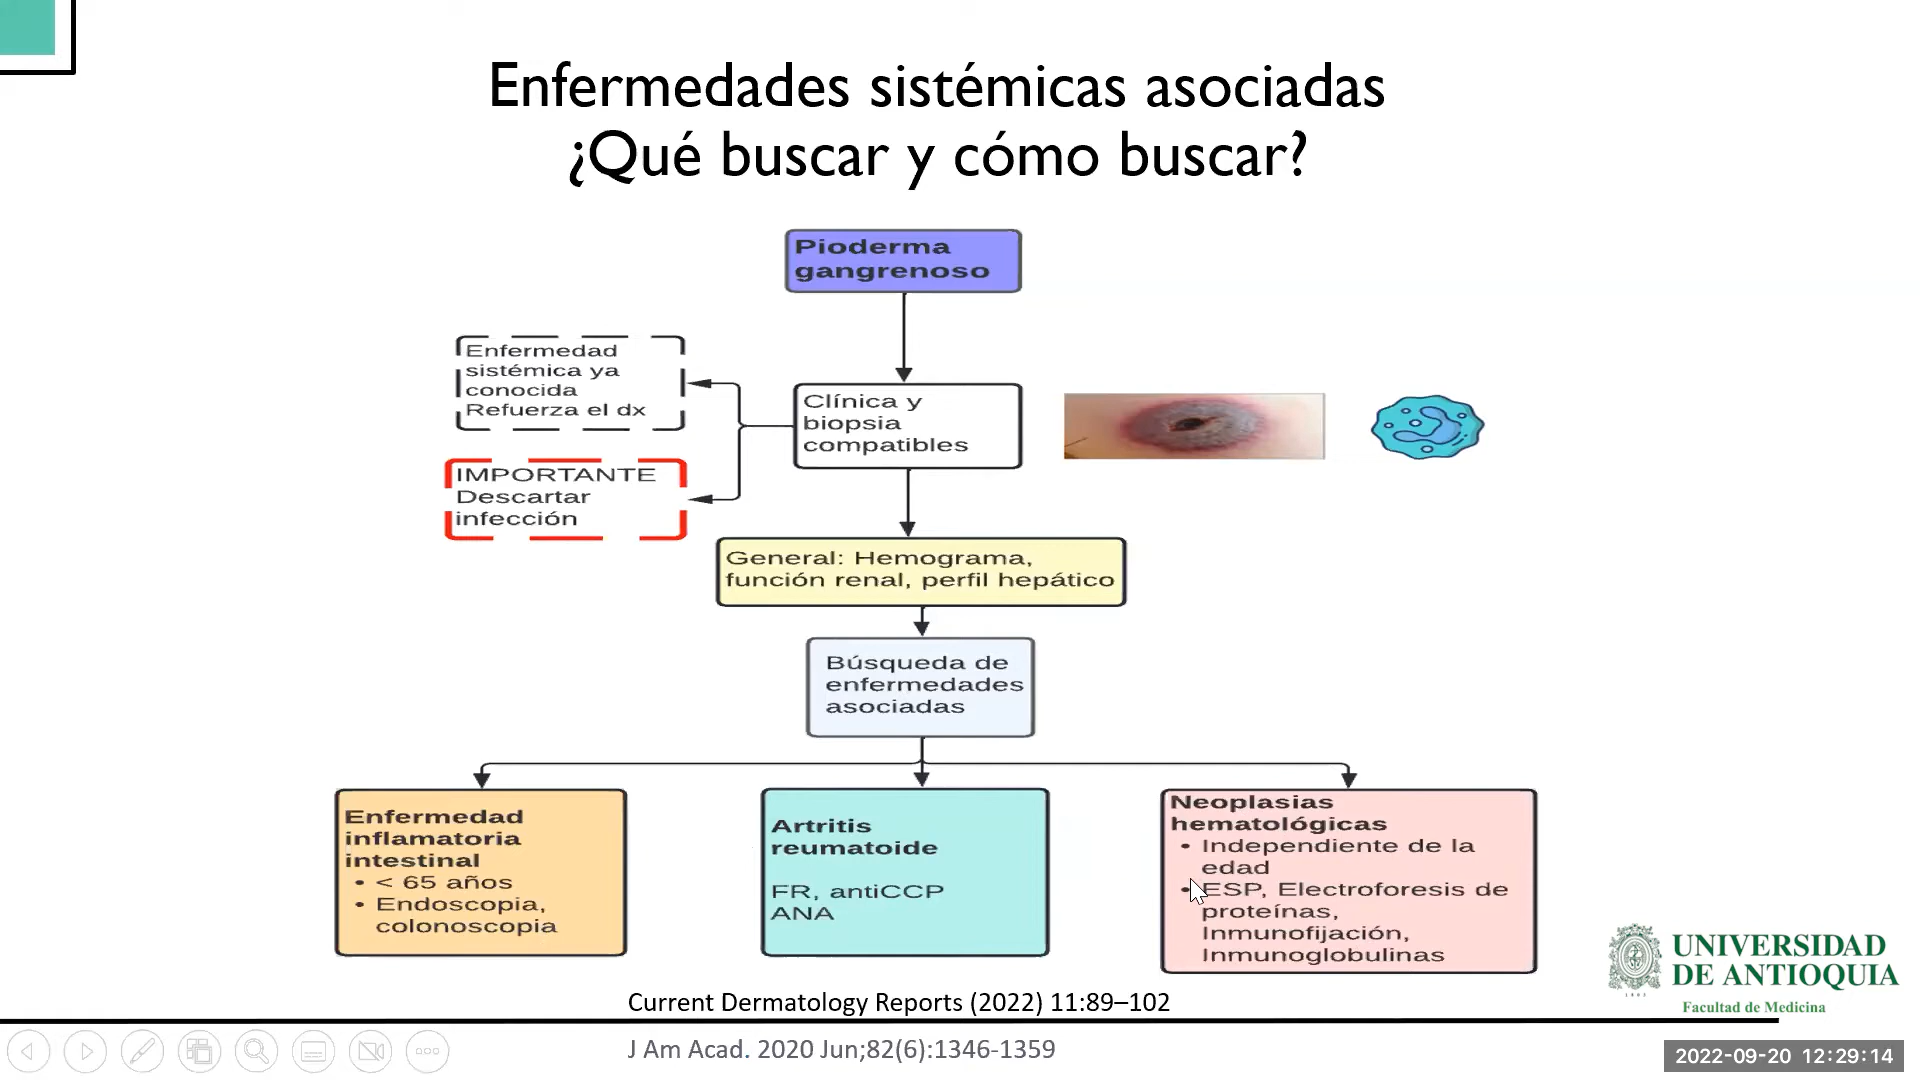 Enfermedades sistémicas asociadas
¿Qué buscar y cómo buscar?
Pioderma
gangrenoso
Enfermedad
sistémica ya
conocida
Refuerza el dx
Clínica y
biopsia
compatibles
IMPORTANTE
Descartar
infección
General: Hemograma,
función renal, perfil hepático
Búsqueda de
enfermedades
asociadas
Enfermedad
inflamatoria
intestinal
• < 65 años
• Endoscopia,
colonoscopia
Artritis
reumatoide
FR, antiCCP
ANA
Neoplasias
hematológicas
• Independiente de la
edad
• ESP, Electroforesis de
proteínas,
Inmunofijación,
Inmunoglobulinas
UNIVERSIDAD
DE ANTIOQUIA
1803
Facultad de Medicina
Current Dermatology Reports (2022) 11:89–102
J Am Acad. 2020 Jun;82(6):1346-1359
2022-09-20 12:29:14